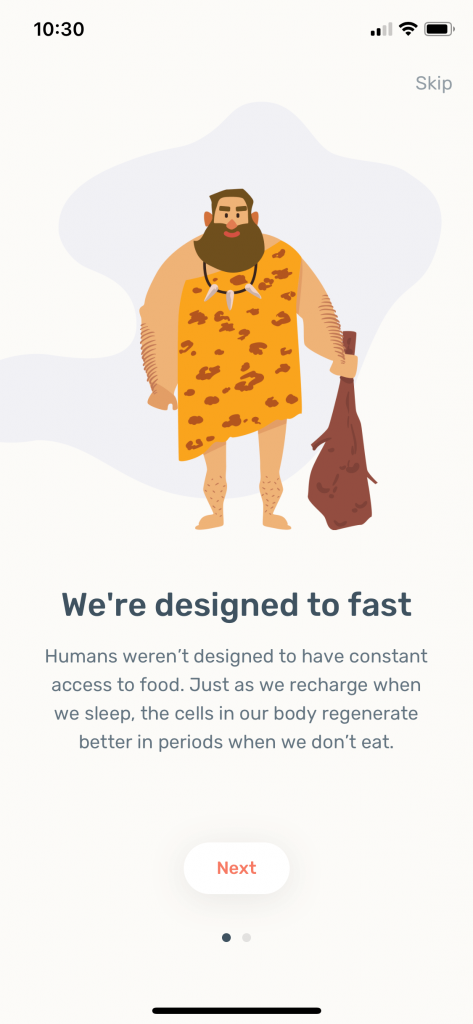 10:30
Skip
We're designed to fast
Humans weren’t designed to have constant
access to food. Just as we recharge when
we sleep, the cells in our body regenerate
better in periods when we don’t eat.
Next